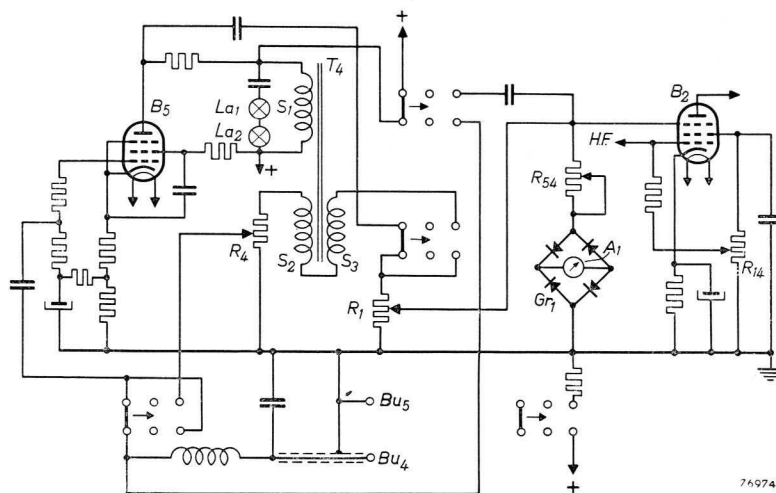 +
T4
B5
La1
S1
La2
+
B2
H.F.
R54
A1
R4
S2
S3
R1
Gr1
R14
Bu5
Bu4
+
76974